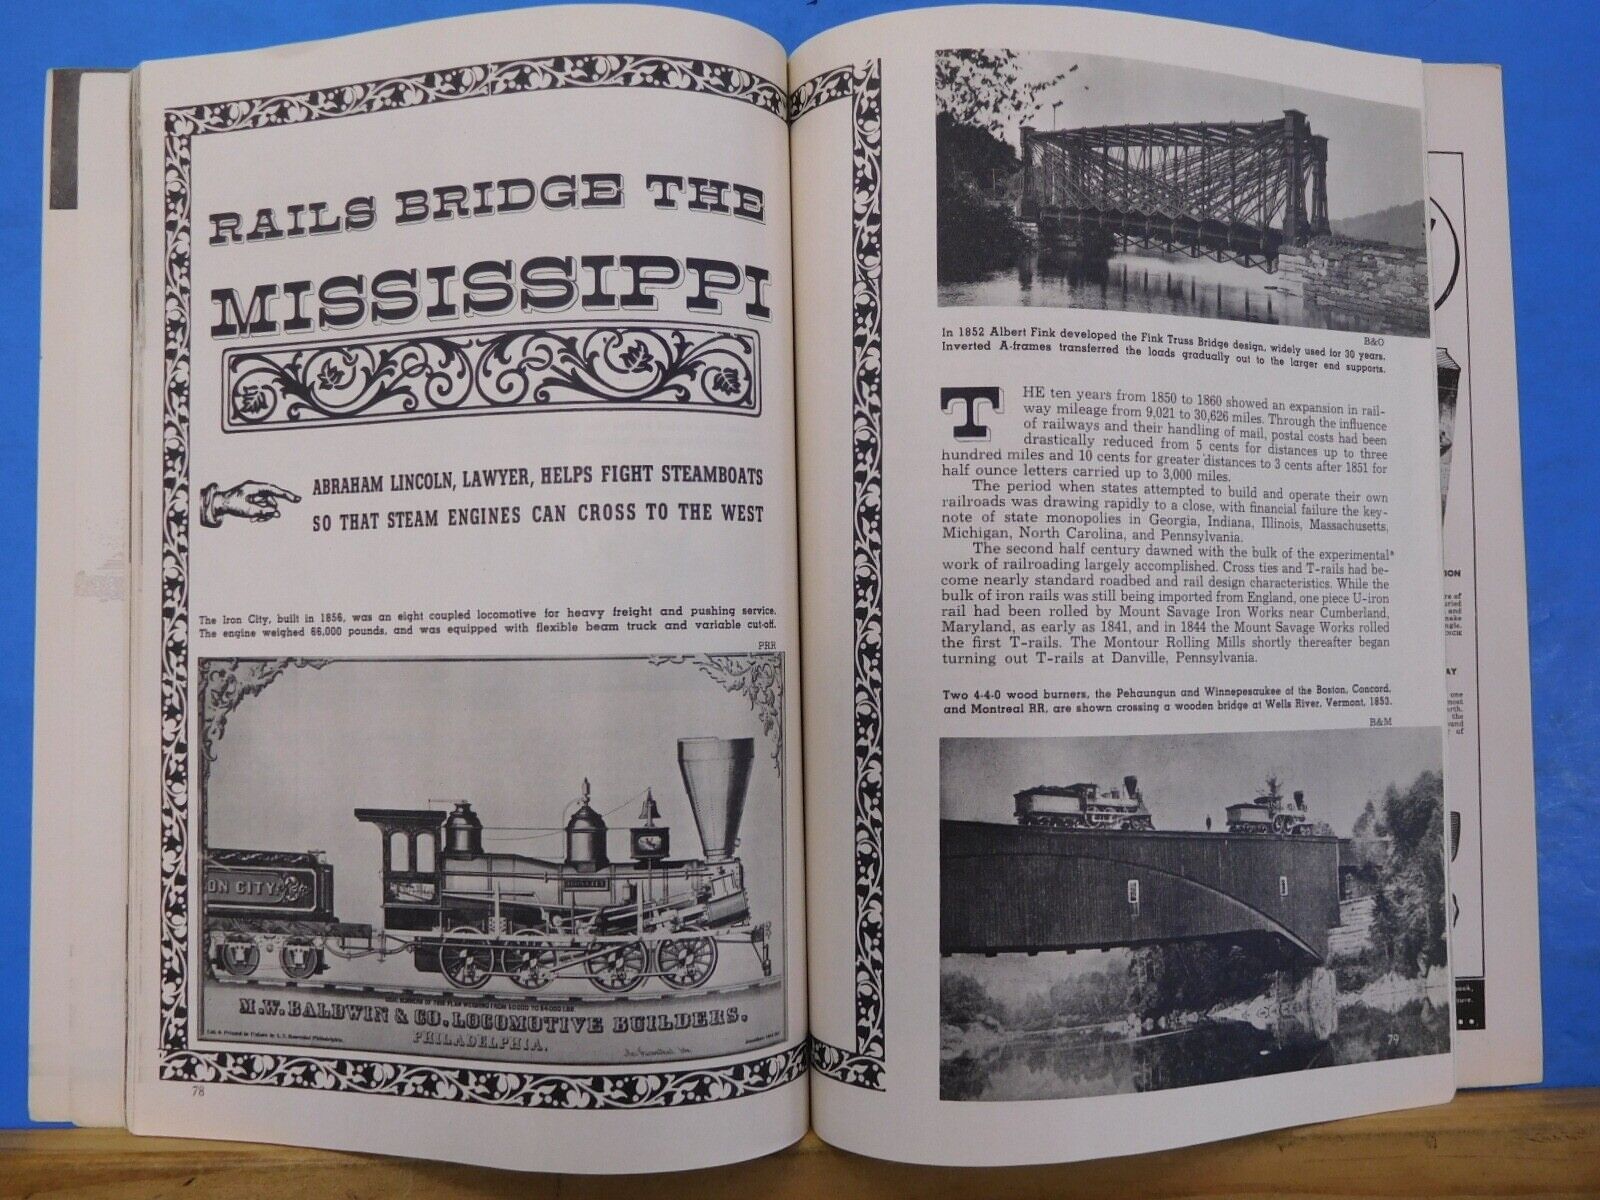 RAILS BRIDGE THE
MISSISSIPPI
ABRAHAM LINCOLN, LAWYER, HELPS FIGHT STEAMBOATS
SO THAT STEAM ENGINES CAN CROSS TO THE WEST
The Iron City, built in 1856, was an eight coupled locomotive for heavy freight and pushing service.
The engine weighed 66,000 pounds, and was equipped with flexible beam truck and variable cut-off.
PRR
ON CITY
M.W. BALDWIN & CO. LOCOMOTIVE BUILDERS.
PHILADELPHIA.
78
In 1852 Albert Fink developed the Fink Truss Bridge design, widely used for 30 years.
B&O
Inverted A-frames transferred the loads gradually out to the larger end supports.
THE ten years from 1850 to 1860 showed an expansion in rail-
way mileage from 9,021 to 30,626 miles. Through the influence
of railways and their handling of mail, postal costs had been
drastically reduced from 5 cents for distances up to three
hundred miles and 10 cents for greater distances to 3 cents after 1851 for
half ounce letters carried up to 3,000 miles.
The period when states attempted to build and operate their own
railroads was drawing rapidly to a close, with financial failure the key-
note of state monopolies in Georgia, Indiana, Illinois, Massachusetts,
Michigan, North Carolina, and Pennsylvania.
The second half century dawned with the bulk of the experimental
work of railroading largely accomplished. Cross ties and T-rails had be-
come nearly standard roadbed and rail design characteristics. While the
bulk of iron rails was still being imported from England, one piece U-iron
rail had been rolled by Mount Savage Iron Works near Cumberland,
Maryland, as early as 1841, and in 1844 the Mount Savage Works rolled
the first T-rails. The Montour Rolling Mills shortly thereafter began
turning out T-rails at Danville, Pennsylvania.
Two 4-4-0 wood burners, the Pehaungun and Winnepesaukee of the Boston, Concord,
and Montreal RR, are shown crossing a wooden bridge at Wells River, Vermont, 1853.
B&M
79